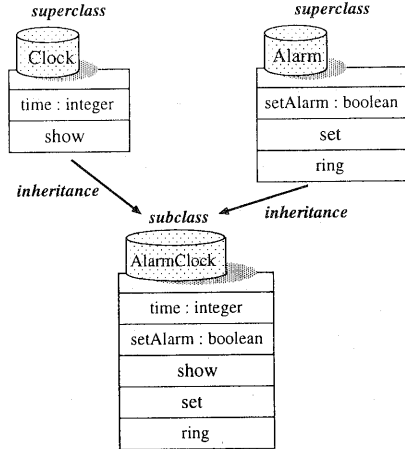 superclass
Clock
time : integer
show
superclass
Alarm
setAlarm : boolean
set
ring
inheritance
inheritance
subclass
AlarmClock
time : integer
setAlarm : boolean
show
set
ring